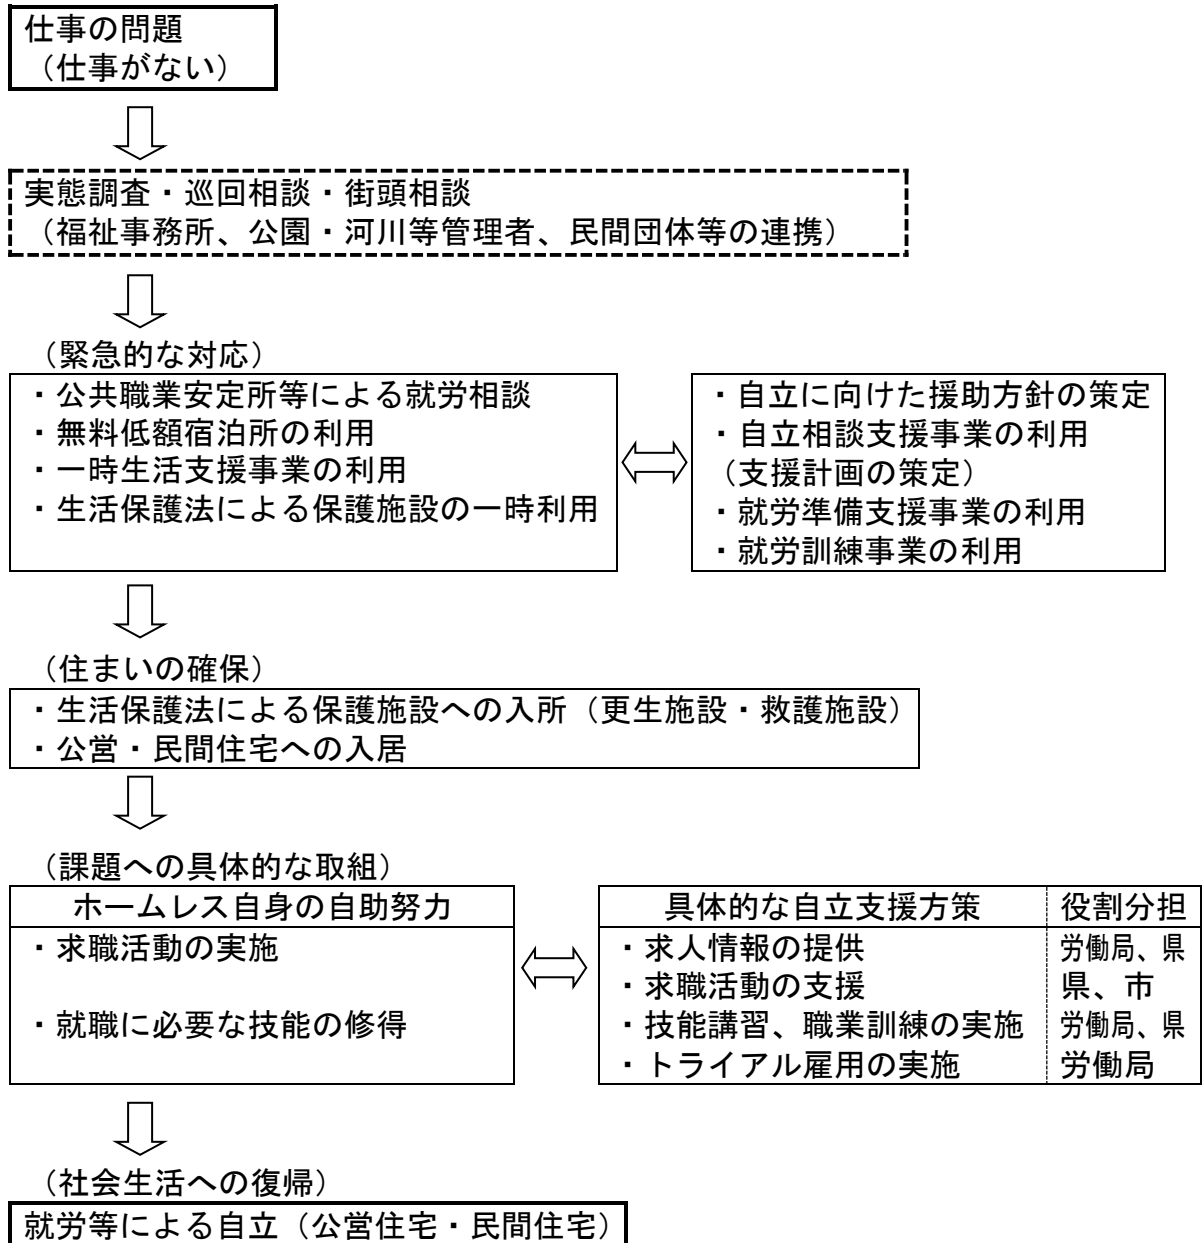 仕事の問題
（仕事がない）
実態調査・巡回相談・街頭相談
（福祉事務所、公園・河川等管理者、民間団体等の連携）
（緊急的な対応）
・公共職業安定所等による就労相談
・無料低額宿泊所の利用
・一時生活支援事業の利用
・生活保護法による保護施設の一時利用
・自立に向けた援助方針の策定
・自立相談支援事業の利用
（支援計画の策定）
・就労準備支援事業の利用
・就労訓練事業の利用
（住まいの確保）
・生活保護法による保護施設への入所（更生施設・救護施設）
・公営・民間住宅への入居
（課題への具体的な取組）
ホームレス自身の自助努力
・求職活動の実施
・就職に必要な技能の修得
具体的な自立支援方策 役割分担
・求人情報の提供 労働局、県
・求職活動の支援 県、市
・技能講習、職業訓練の実施 労働局、県
・トライアル雇用の実施 労働局
（社会生活への復帰）
就労等による自立（公営住宅・民間住宅）